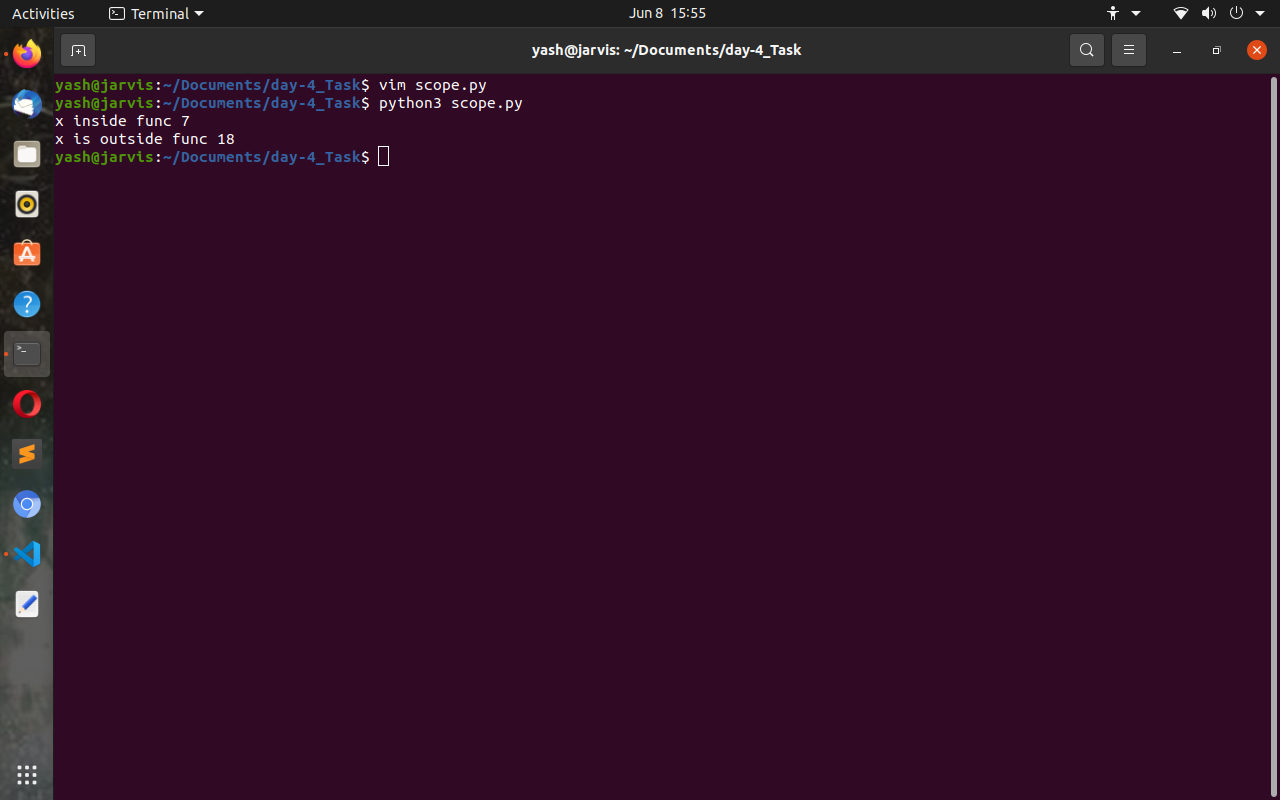 Activities
Terminal
Jun 8 15:55
yash@jarvis: ~/Documents/day-4_Task
yash@jarvis:~/Documents/day-4_Task$ vim scope.py
yash@jarvis:~/Documents/day-4_Task$ python3 scope.py
x inside func 7
x is outside func 18
yash@jarvis:~/Documents/day-4_Task$